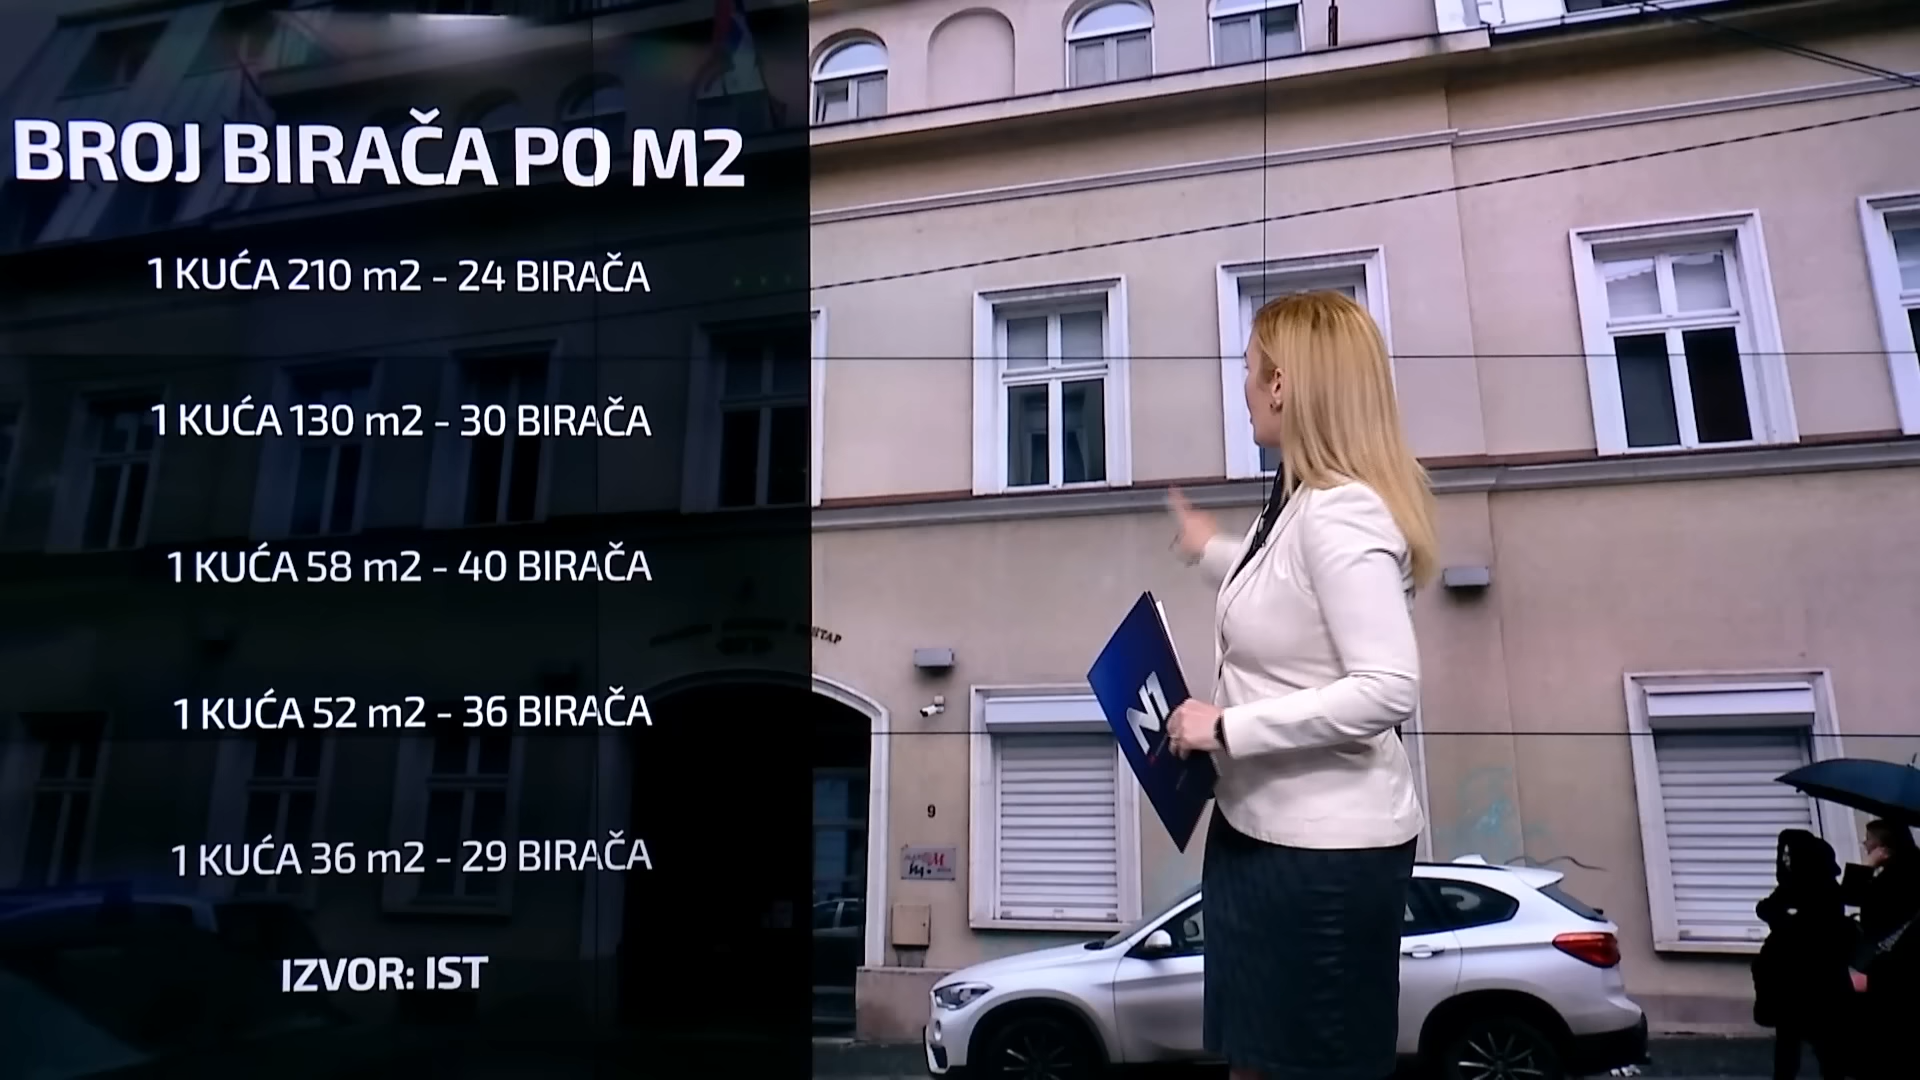 BROJ BIRAČA PO M2
1 KUĆA 210 m2 - 24 BIRAČA
1 KUĆA 130 m2 - 30 BIRAČA
1 KUĆA 58 m2 - 40 BIRAČA
1 KUĆA 52 m2 - 36 BIRAČA
1 KUĆA 36 m2 - 29 BIRAČA
IZVOR: IST
N1
9